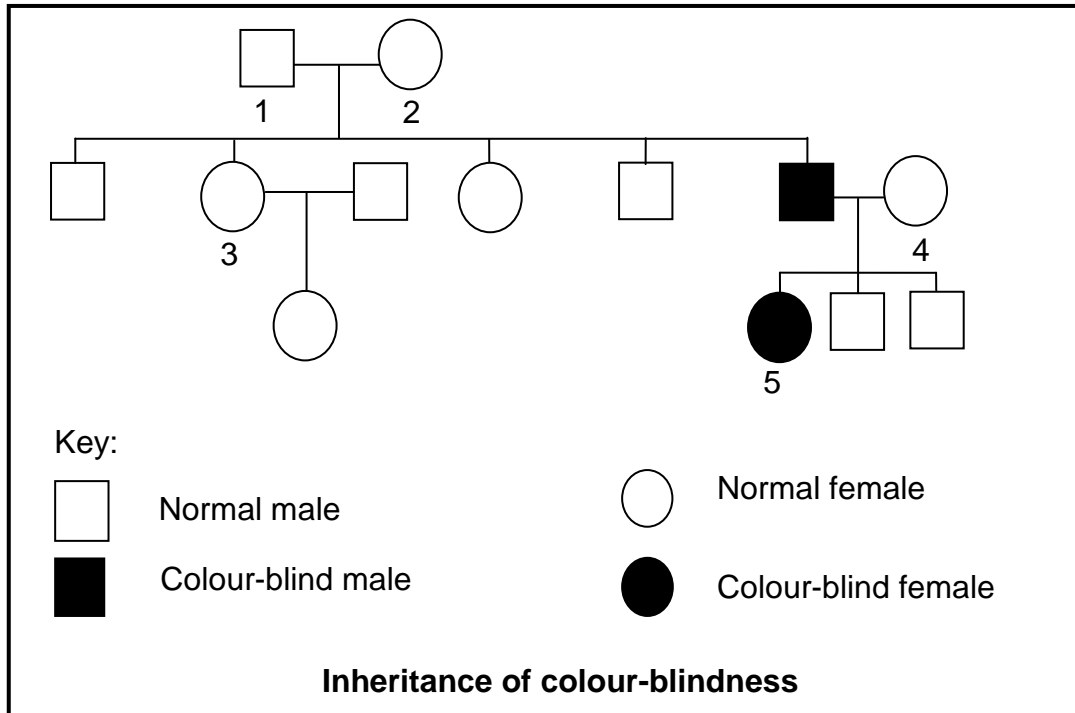 1
2
3
4
5
Key:
Normal male
Normal female
Colour-blind male
Colour-blind female
Inheritance of colour-blindness